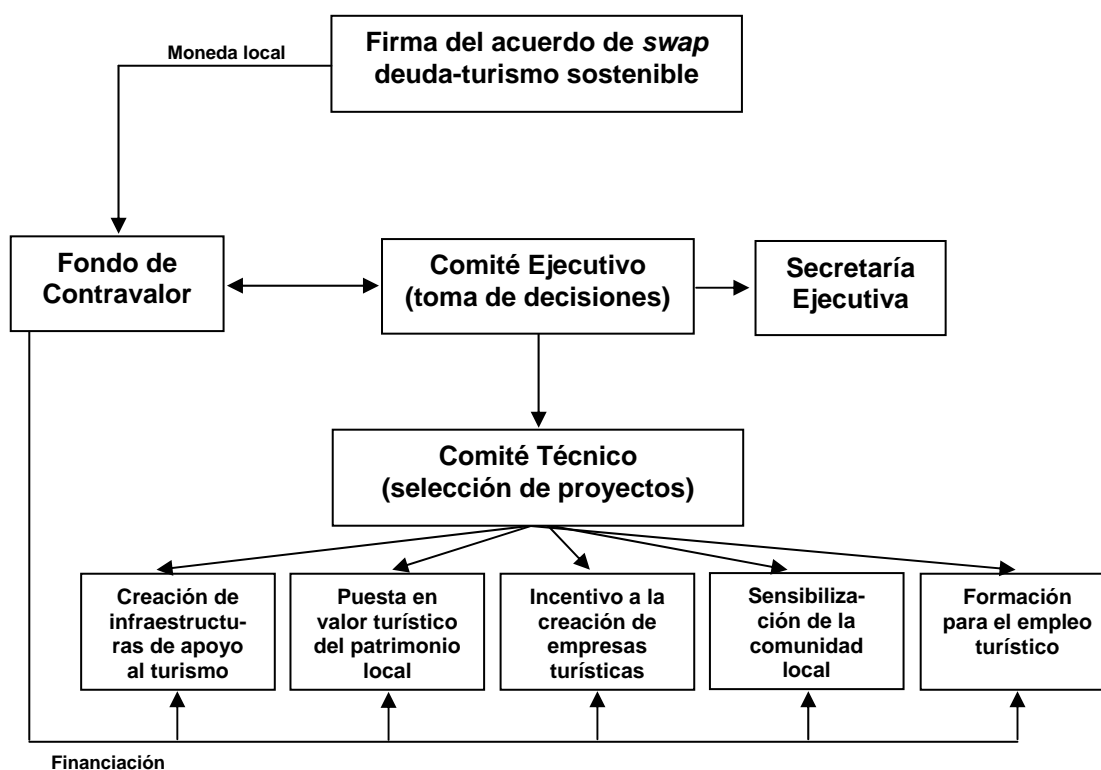 Firma del acuerdo de swap
deuda-turismo sostenible
Moneda local
Fondo de
Contravalor
Comité Ejecutivo
(toma de decisiones)
Secretaría
Ejecutiva
Comité Técnico
(selección de proyectos)
Creación de
infraestructu-
ras de apoyo
al turismo
Puesta en
valor turístico
del patrimonio
local
Incentivo a la
creación de
empresas
turísticas
Sensibiliza-
ción de la
comunidad
local
Formación
para el empleo
turístico
Financiación